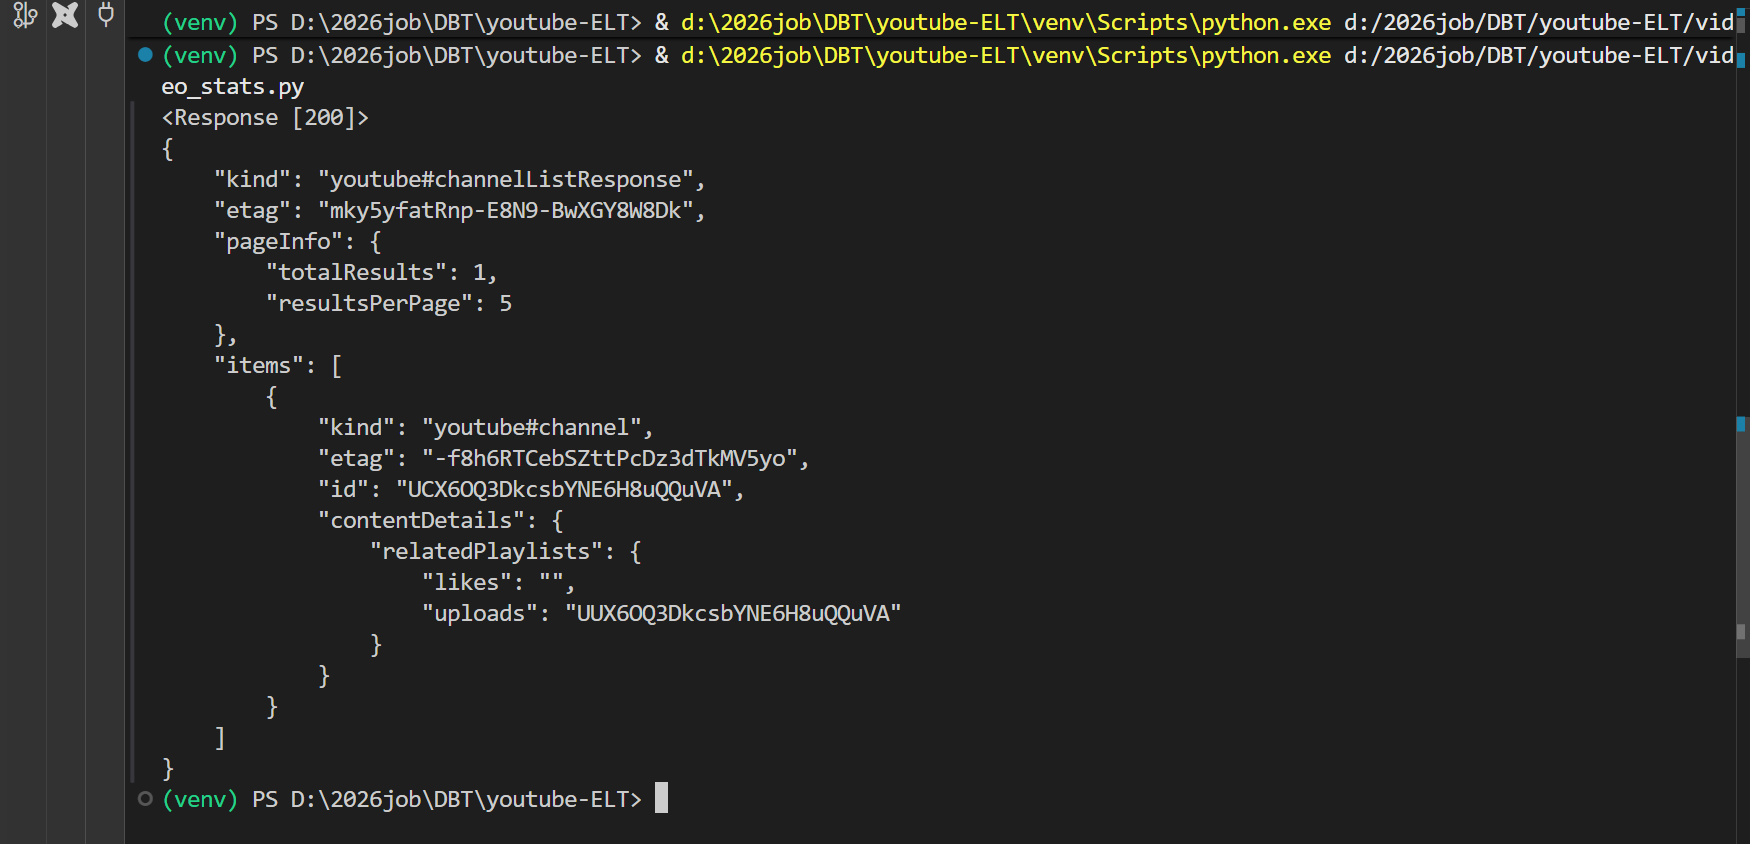 (venv) PS D:\2026job\DBT\youtube-ELT> & d:\2026job\DBT\youtube-ELT\venv\Scripts\python.exe d:/2026job/DBT/youtube-ELT/vid
(venv) PS D:\2026job\DBT\youtube-ELT> & d:\2026job\DBT\youtube-ELT\venv\Scripts\python.exe d:/2026job/DBT/youtube-ELT/vid
eo_stats.py
<Response [200]>
{
    "kind": "youtube#channelListResponse",
    "etag": "mky5yfatRnp-E8N9-BwXGY8W8Dk",
    "pageInfo": {
        "totalResults": 1,
        "resultsPerPage": 5
    },
    "items": [
        {
            "kind": "youtube#channel",
            "etag": "-f8h6RTCebSZttPcDz3dTkMV5yo",
            "id": "UCX6OQ3DkcsbYNE6H8uQQuVA",
            "contentDetails": {
                "relatedPlaylists": {
                    "likes": "",
                    "uploads": "UUX6OQ3DkcsbYNE6H8uQQuVA"
                }
            }
        }
    ]
}
(venv) PS D:\2026job\DBT\youtube-ELT>